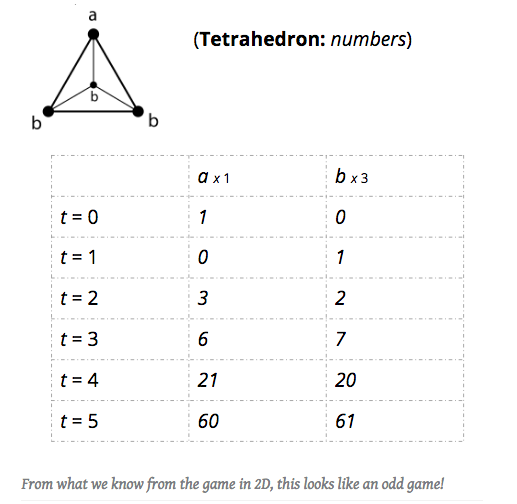 a
(Tetrahedron: numbers)
b
b
b
a x 1 b x 3
t = 0 1 0
t = 1 0 1
t = 2 3 2
t = 3 6 7
t = 4 21 20
t = 5 60 61
From what we know from the game in 2D, this looks like an odd game!